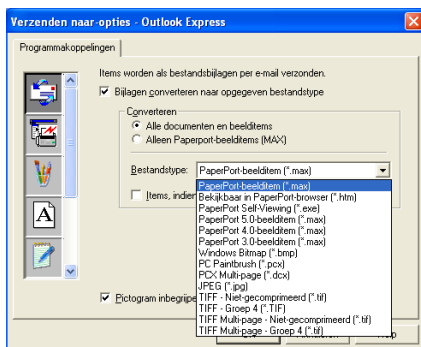 Verzenden naar-opties - Outlook Express
Programmakoppelingen
Items worden als bestandsbijlagen per e-mail verzonden.
Bijlagen converteren naar opgegeven bestandstype
Converteren
Alle documenten en beelditems
Alleen Paperport-beelditems (MAX)
Bestandstype: PaperPort-beelditem (*.max)
PaperPort-beelditem (*.max)
Bekijkbaar in PaperPort-browser (*.htm)
Items, indien
PaperPort Self-Viewing (*.exe)
PaperPort 5.0-beelditem (*.max)
PaperPort 4.0-beelditem (*.max)
PaperPort 3.0-beelditem (*.max)
Windows Bitmap (*.bmp)
PC Paintbrush (*.pcx)
PCX Multi-page (*.dcx)
JPEG (*.jpg)
TIFF - Niet-gecomprimeerd (*.tif)
Pictogram inbegrepe
TIFF - Groep 4 (*.TIF)
TIFF Multi-page - Niet-gecomprimeerd (*.tif)
TIFF Multi-page - Groep 4 (*.tif)